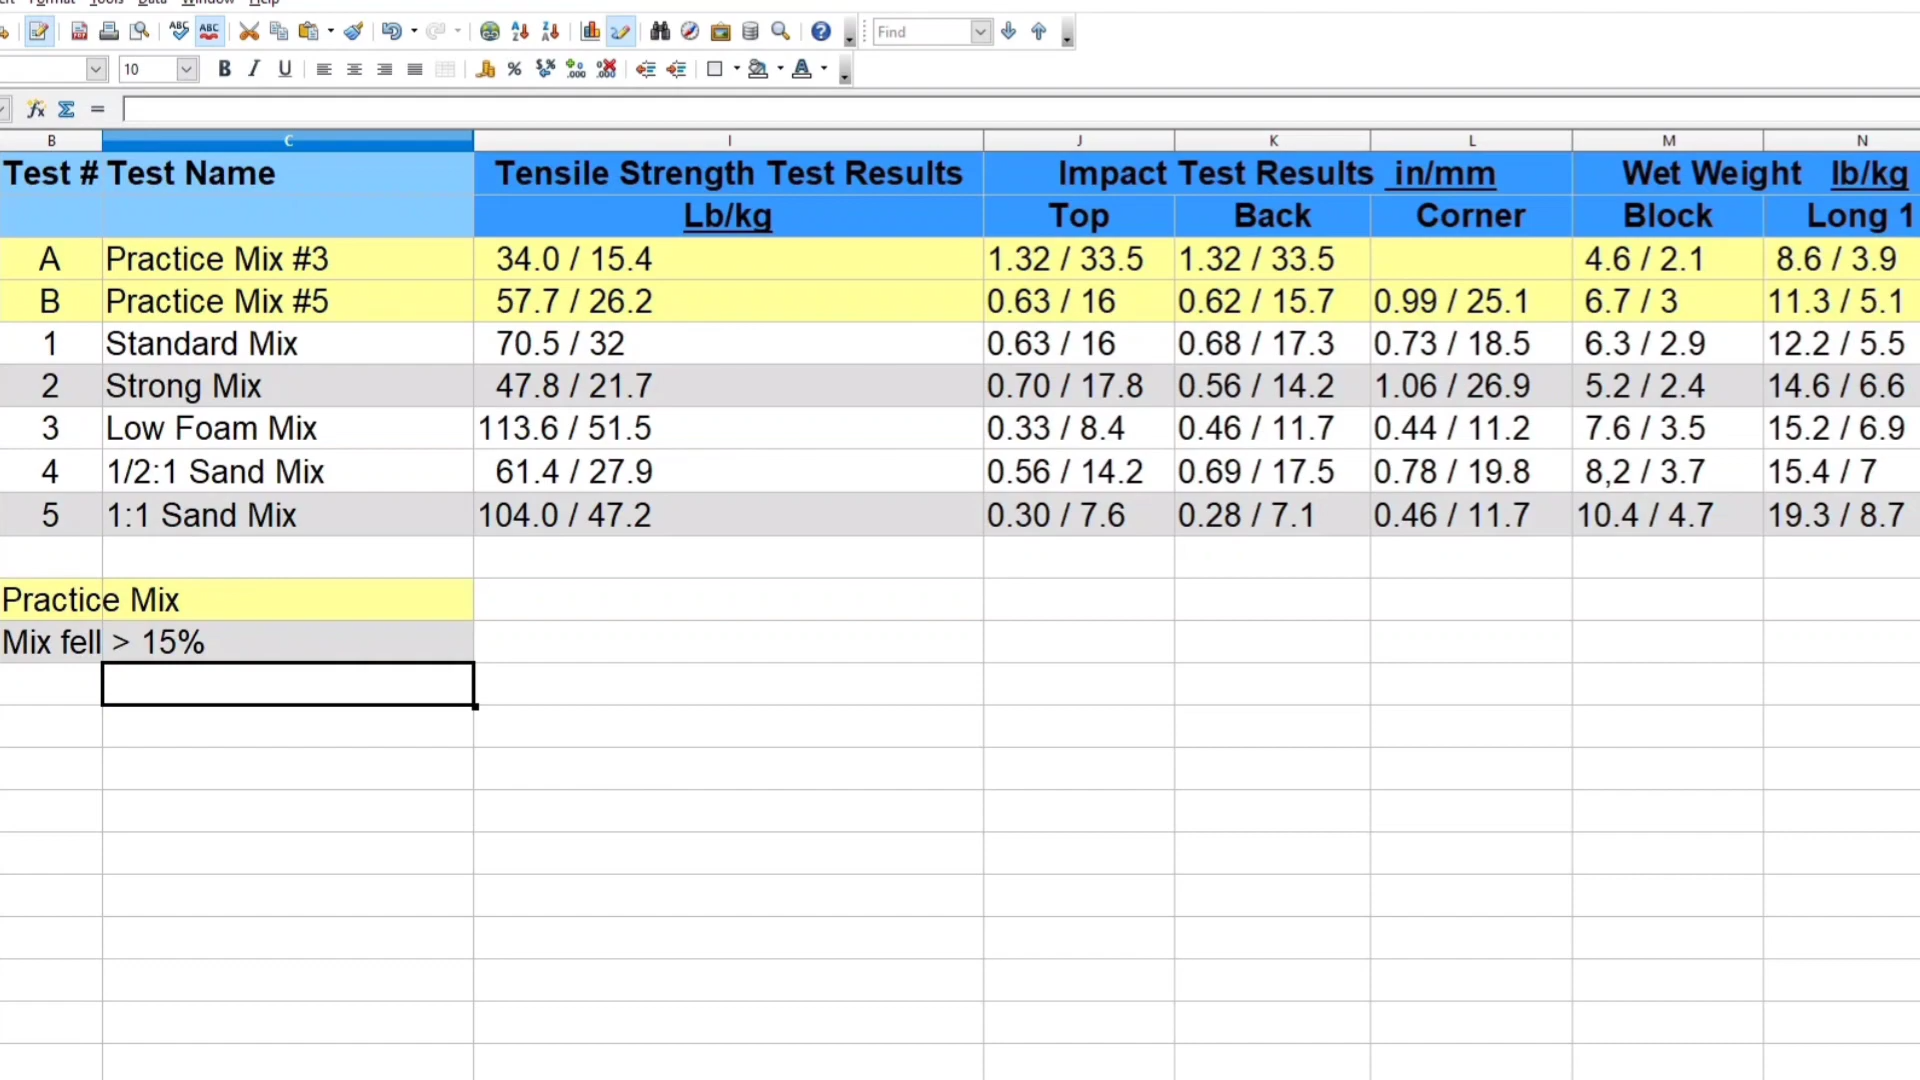 Format Tools Data Window Help
ABC ABC A Z Z A Find
10 B I U % A
fx Σ =
B C I J K L M N
Test # Test Name Tensile Strength Test Results Impact Test Results in/mm Wet Weight lb/kg
Lb/kg Top Back Corner Block Long 1
A Practice Mix #3 34.0 / 15.4 1.32 / 33.5 1.32 / 33.5 4.6 / 2.1 8.6 / 3.9
B Practice Mix #5 57.7 / 26.2 0.63 / 16 0.62 / 15.7 0.99 / 25.1 6.7 / 3 11.3 / 5.1
1 Standard Mix 70.5 / 32 0.63 / 16 0.68 / 17.3 0.73 / 18.5 6.3 / 2.9 12.2 / 5.5
2 Strong Mix 47.8 / 21.7 0.70 / 17.8 0.56 / 14.2 1.06 / 26.9 5.2 / 2.4 14.6 / 6.6
3 Low Foam Mix 113.6 / 51.5 0.33 / 8.4 0.46 / 11.7 0.44 / 11.2 7.6 / 3.5 15.2 / 6.9
4 1/2:1 Sand Mix 61.4 / 27.9 0.56 / 14.2 0.69 / 17.5 0.78 / 19.8 8,2 / 3.7 15.4 / 7
5 1:1 Sand Mix 104.0 / 47.2 0.30 / 7.6 0.28 / 7.1 0.46 / 11.7 10.4 / 4.7 19.3 / 8.7
Practice Mix
Mix fell > 15%